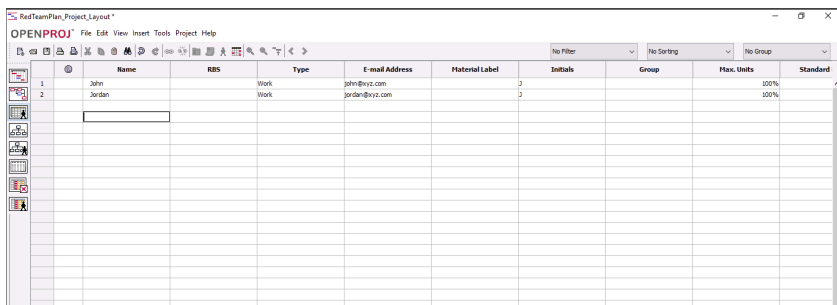 RedTeamPlan_Project_Layout *
OPENPROJ File Edit View Insert Tools Project Help
No Filter No Sorting No Group
Name RBS Type E-mail Address Material Label Initials Group Max. Units Standard
1 John Work john@xyz.com J 100%
2 Jordan Work jordan@xyz.com J 100%